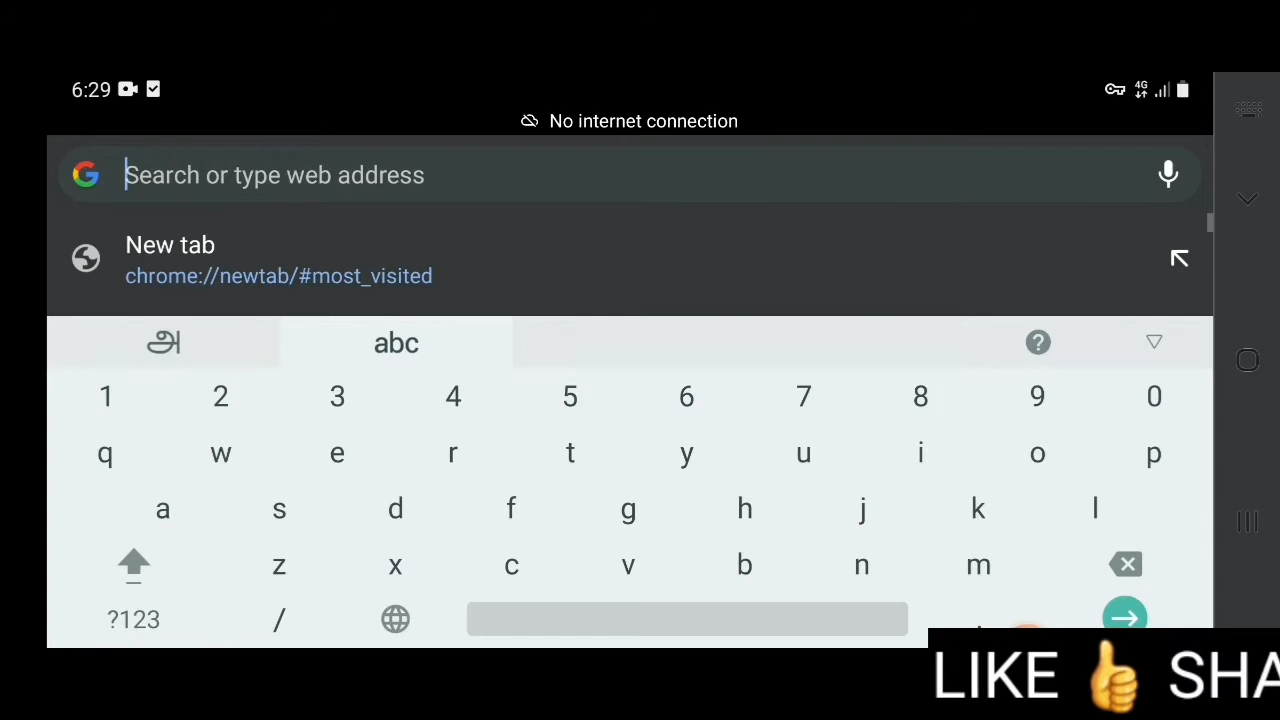 6:29 4G
No internet connection
Search or type web address
New tab
chrome://newtab/#most_visited
அ abc
1 2 3 4 5 6 7 8 9 0
q w e r t y u i o p
a s d f g h j k l
z x c v b n m
?123 / .
LIKE 👍 SHA